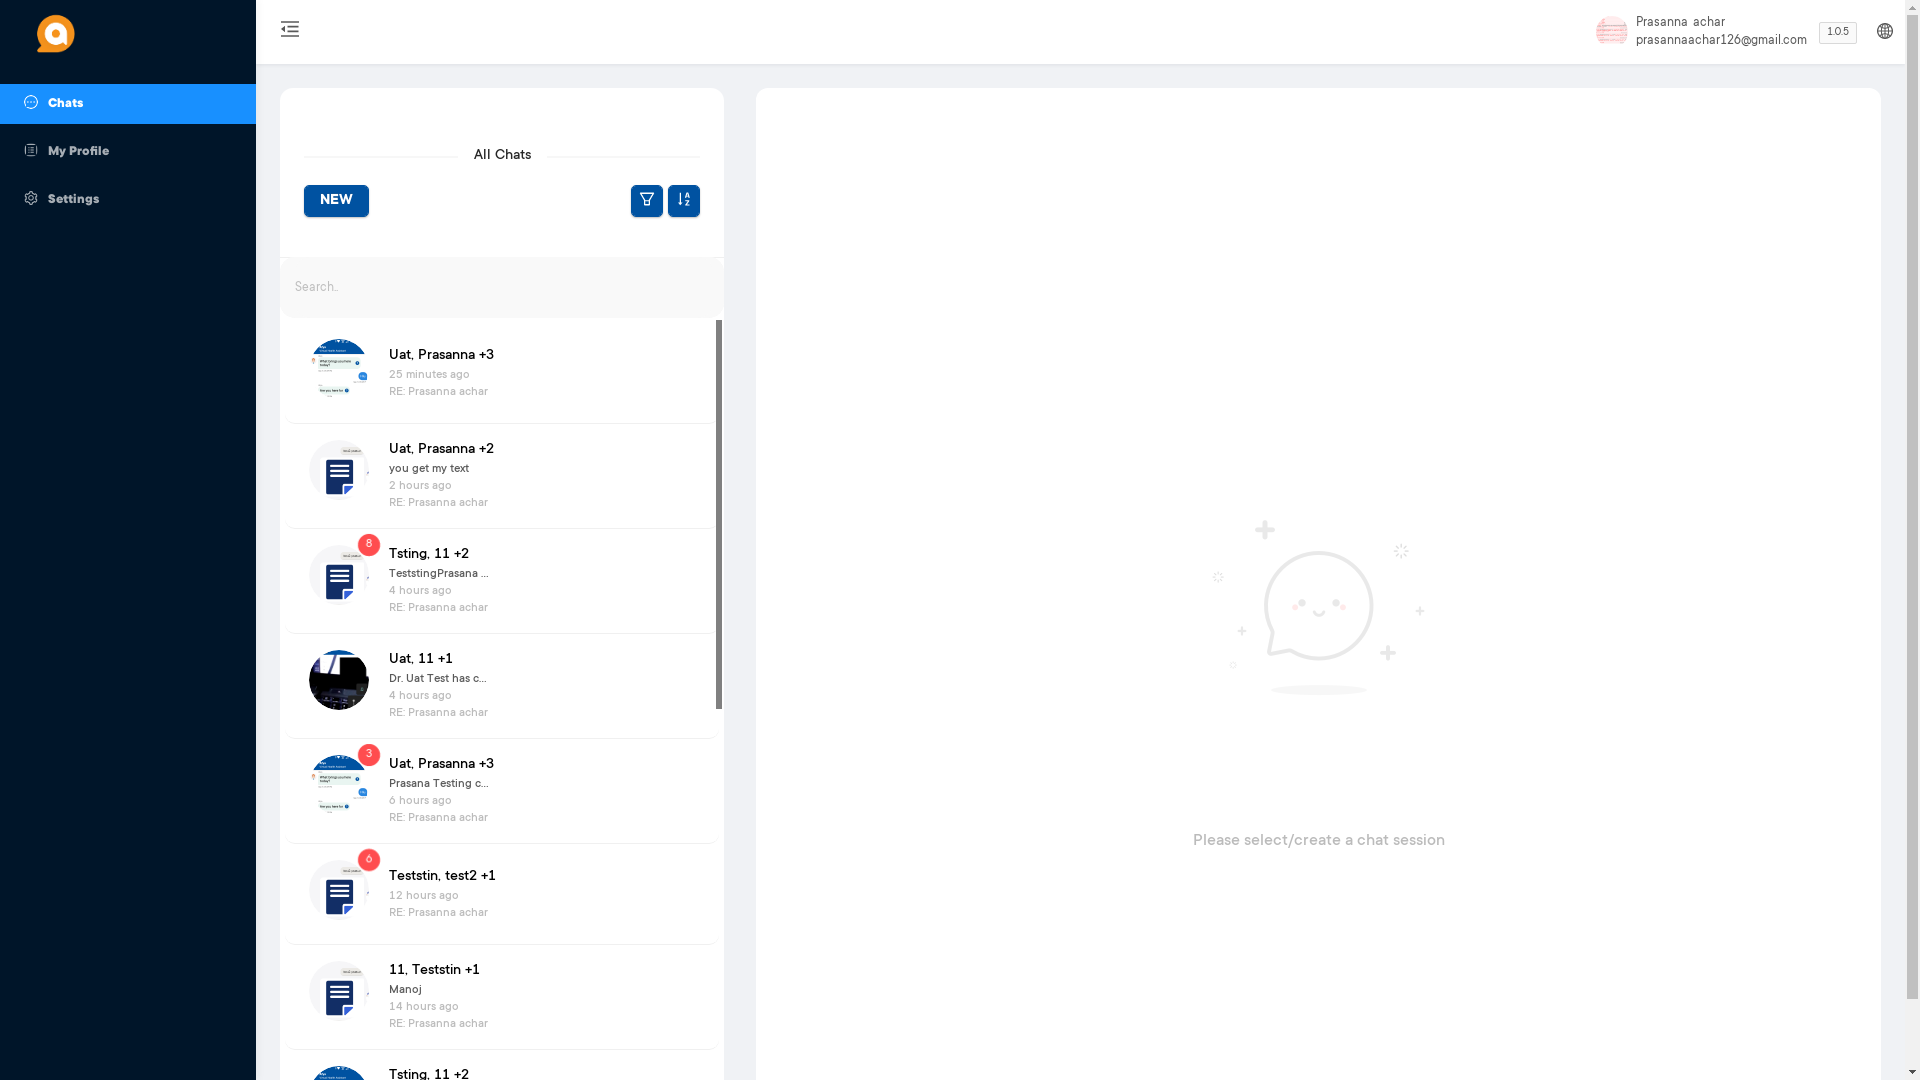 Prasanna achar
prasannaachar126@gmail.com
1.0.5
Chats
My Profile
Settings
All Chats
NEW
Search..
Uat, Prasanna +3
25 minutes ago
RE: Prasanna achar
Uat, Prasanna +2
you get my text
2 hours ago
RE: Prasanna achar
8
Tsting, 11 +2
TeststingPrasana ...
4 hours ago
RE: Prasanna achar
Uat, 11 +1
Dr. Uat Test has c...
4 hours ago
RE: Prasanna achar
3
Uat, Prasanna +3
Prasana Testing c...
6 hours ago
RE: Prasanna achar
6
Teststin, test2 +1
12 hours ago
RE: Prasanna achar
11, Teststin +1
Manoj
14 hours ago
RE: Prasanna achar
Tsting, 11 +2
Please select/create a chat session